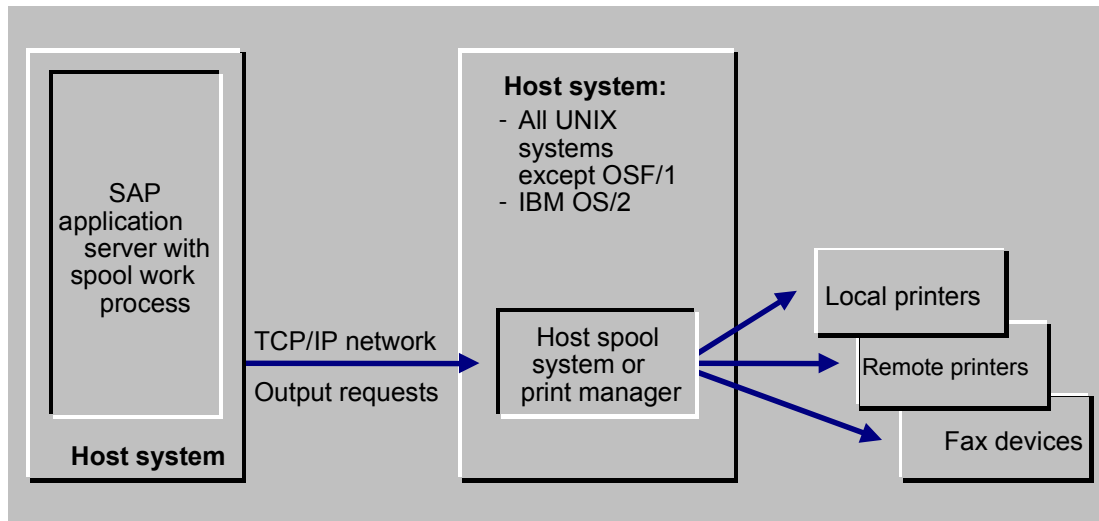 SAP
application
server with
spool work
process
Host system
TCP/IP network
Output requests
Host system:
- All UNIX
systems
except OSF/1
- IBM OS/2
Host spool
system or
print manager
Local printers
Remote printers
Fax devices